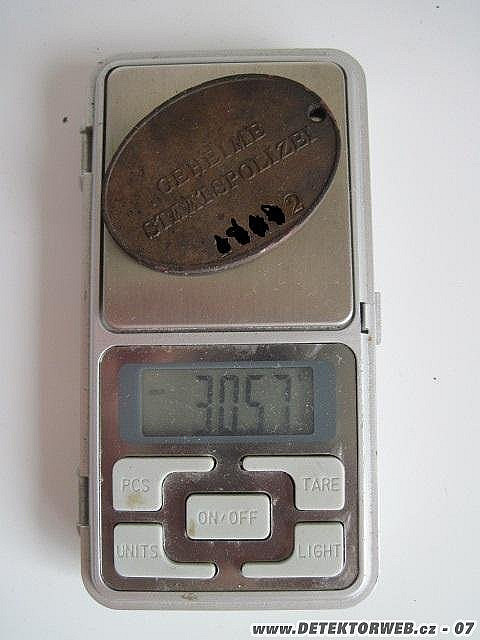 GEHEIME
STAATSPOLIZEI
2
30.57
PCS
TARE
ON/OFF
UNITS
LIGHT
www.DETEKTORWEB.cz - 07